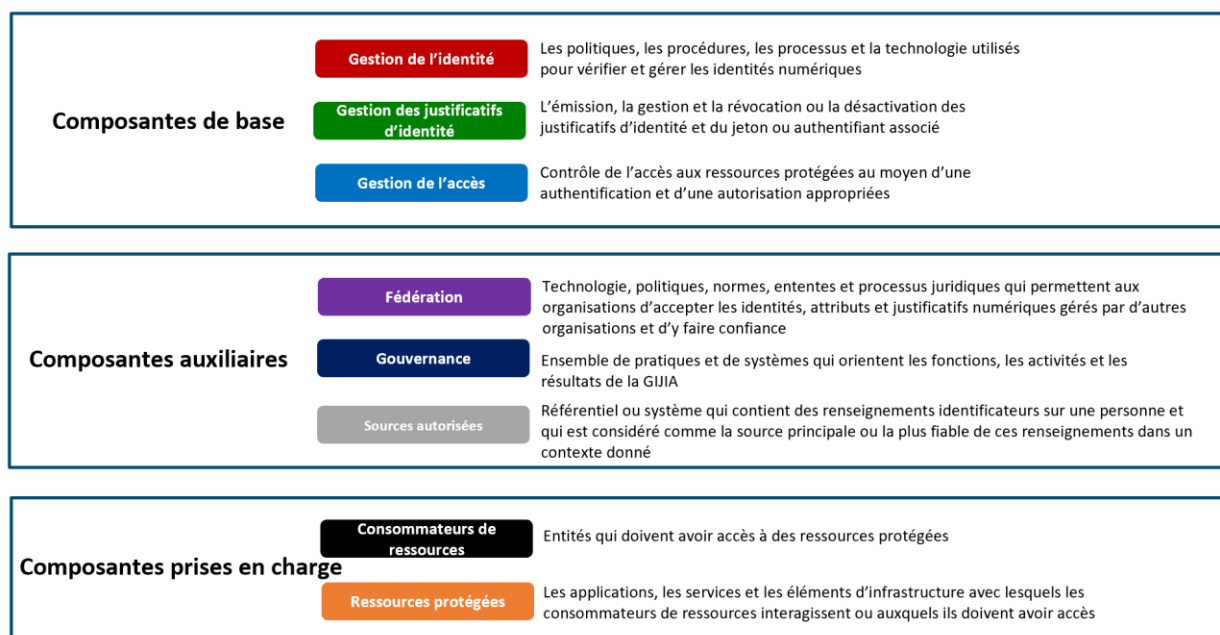 Composantes de base
Gestion de l’identité
Les politiques, les procédures, les processus et la technologie utilisés
pour vérifier et gérer les identités numériques
Gestion des justificatifs
d’identité
L’émission, la gestion et la révocation ou la désactivation des
justificatifs d’identité et du jeton ou authentifiant associé
Gestion de l’accès
Contrôle de l’accès aux ressources protégées au moyen d’une
authentification et d’une autorisation appropriées
Composantes auxiliaires
Fédération
Technologie, politiques, normes, ententes et processus juridiques qui permettent aux
organisations d’accepter les identités, attributs et justificatifs numériques gérés par d’autres
organisations et d’y faire confiance
Gouvernance
Ensemble de pratiques et de systèmes qui orientent les fonctions, les activités et les
résultats de la GIJIA
Sources autorisées
Référentiel ou système qui contient des renseignements identificateurs sur une personne et
qui est considéré comme la source principale ou la plus fiable de ces renseignements dans un
contexte donné
Composantes prises en charge
Consommateurs de
ressources
Entités qui doivent avoir accès à des ressources protégées
Ressources protégées
Les applications, les services et les éléments d’infrastructure avec lesquels les
consommateurs de ressources interagissent ou auxquels ils doivent avoir accès